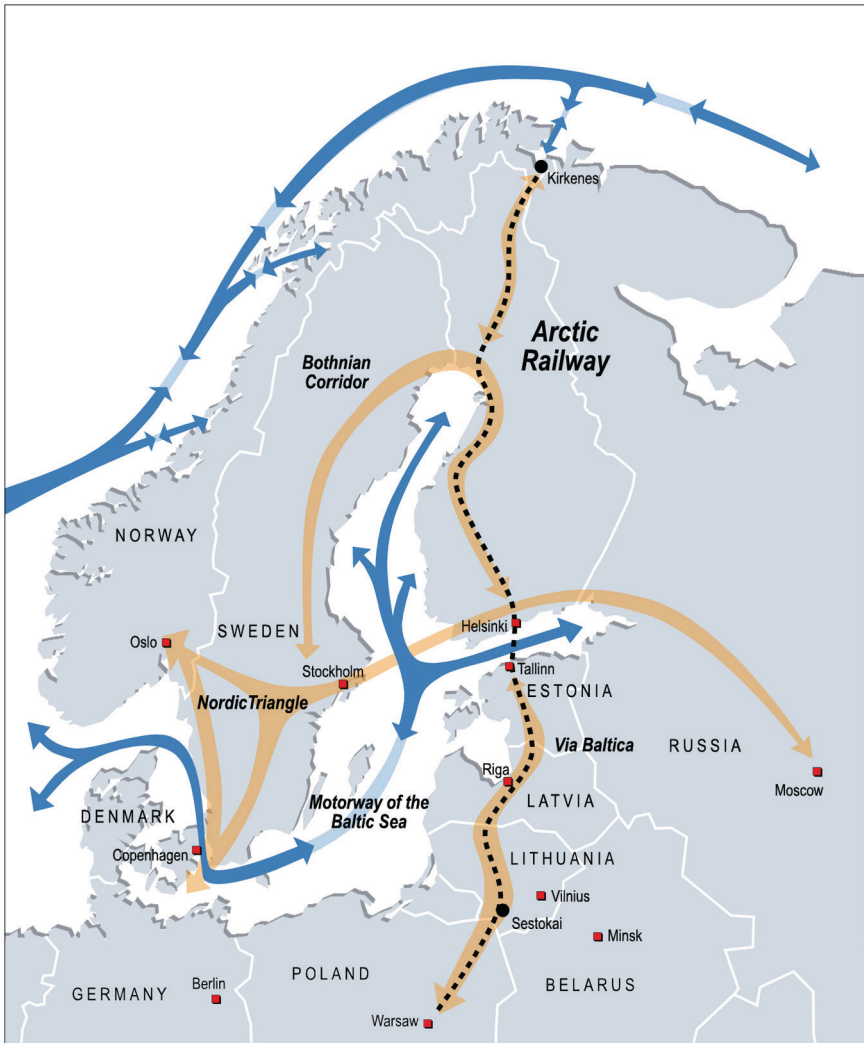 Kirkenes
Arctic
Railway
Bothnian
Corridor
NORWAY
SWEDEN
Helsinki
Oslo
Stockholm
Tallinn
ESTONIA
NordicTriangle
Via Baltica
RUSSIA
Riga
Moscow
Motorway of the
Baltic Sea
LATVIA
DENMARK
Copenhagen
LITHUANIA
Vilnius
Sestokai
Minsk
POLAND
BELARUS
GERMANY
Berlin
Warsaw